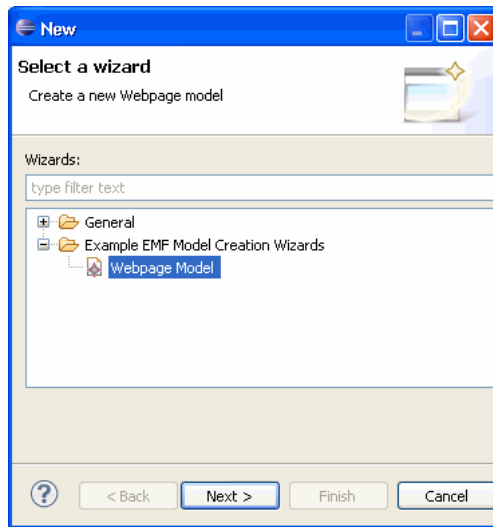 New
Select a wizard
Create a new Webpage model
Wizards:
type filter text
General
Example EMF Model Creation Wizards
Webpage Model
? < Back Next > Finish Cancel